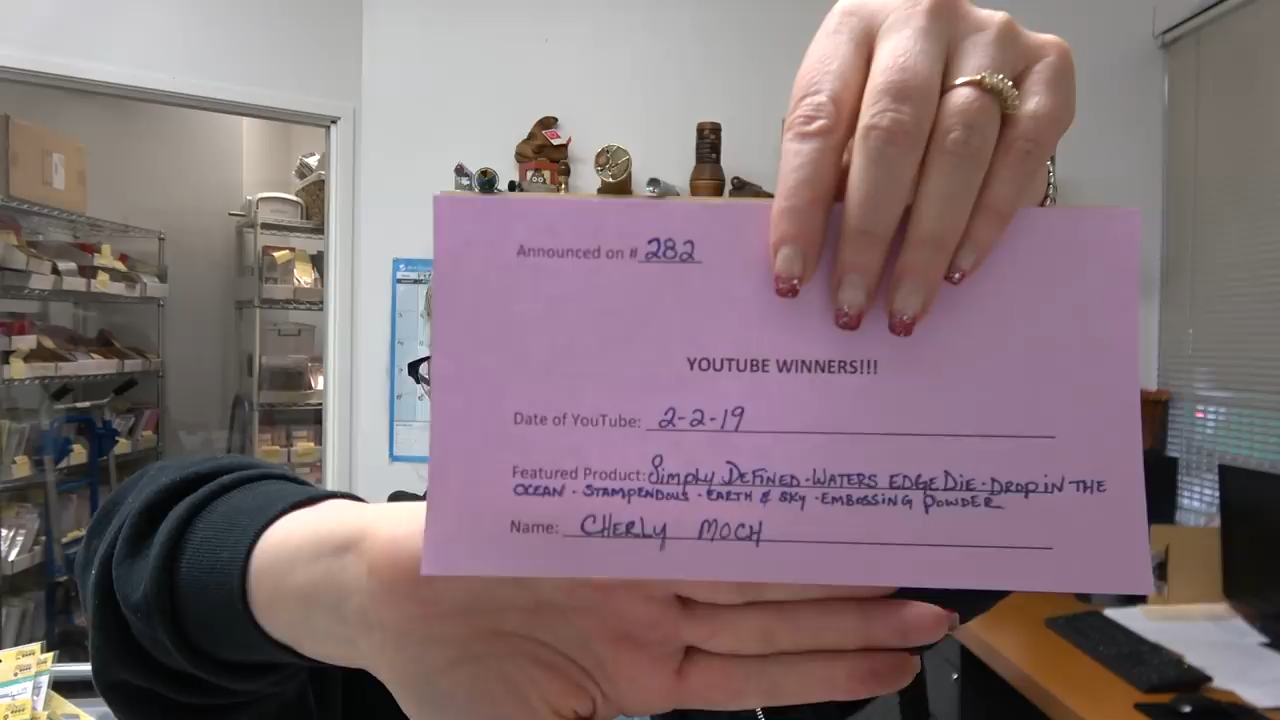 Announced on # 282
YOUTUBE WINNERS!!!
Date of YouTube: 2-2-19
Featured Product: Simply DeFined - Waters Edge Die - Drop in the
Ocean - Stampendous - Earth & Sky - Embossing Powder
Name: Cherly Moch